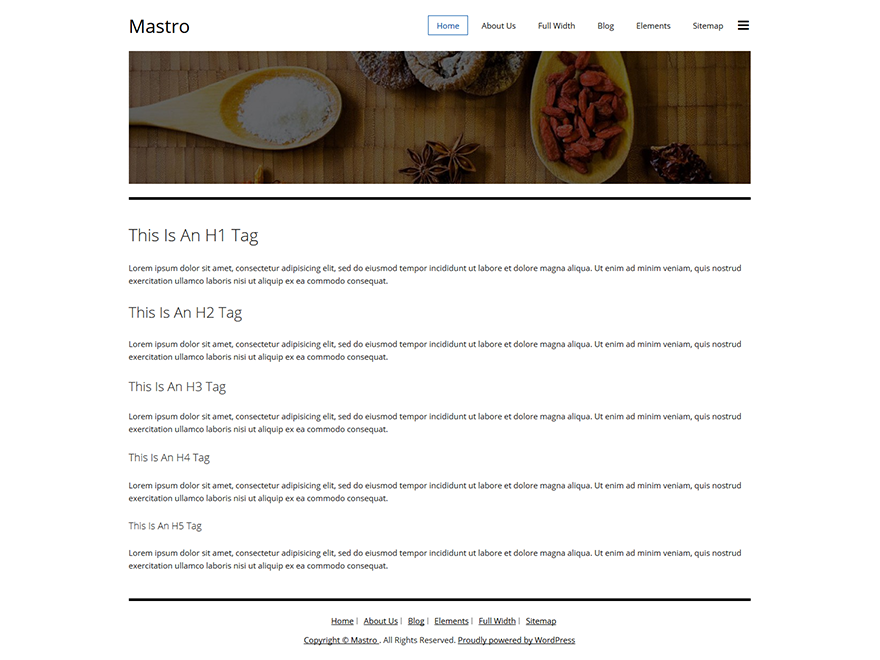 Mastro
Home About Us Full Width Blog Elements Sitemap
This Is An H1 Tag
Lorem ipsum dolor sit amet, consectetur adipisicing elit, sed do eiusmod tempor incididunt ut labore et dolore magna aliqua. Ut enim ad minim veniam, quis nostrud
exercitation ullamco laboris nisi ut aliquip ex ea commodo consequat.
This Is An H2 Tag
Lorem ipsum dolor sit amet, consectetur adipisicing elit, sed do eiusmod tempor incididunt ut labore et dolore magna aliqua. Ut enim ad minim veniam, quis nostrud
exercitation ullamco laboris nisi ut aliquip ex ea commodo consequat.
This Is An H3 Tag
Lorem ipsum dolor sit amet, consectetur adipisicing elit, sed do eiusmod tempor incididunt ut labore et dolore magna aliqua. Ut enim ad minim veniam, quis nostrud
exercitation ullamco laboris nisi ut aliquip ex ea commodo consequat.
This Is An H4 Tag
Lorem ipsum dolor sit amet, consectetur adipisicing elit, sed do eiusmod tempor incididunt ut labore et dolore magna aliqua. Ut enim ad minim veniam, quis nostrud
exercitation ullamco laboris nisi ut aliquip ex ea commodo consequat.
This Is An H5 Tag
Lorem ipsum dolor sit amet, consectetur adipisicing elit, sed do eiusmod tempor incididunt ut labore et dolore magna aliqua. Ut enim ad minim veniam, quis nostrud
exercitation ullamco laboris nisi ut aliquip ex ea commodo consequat.
Home | About Us | Blog | Elements | Full Width | Sitemap
Copyright © Mastro . All Rights Reserved. Proudly powered by WordPress